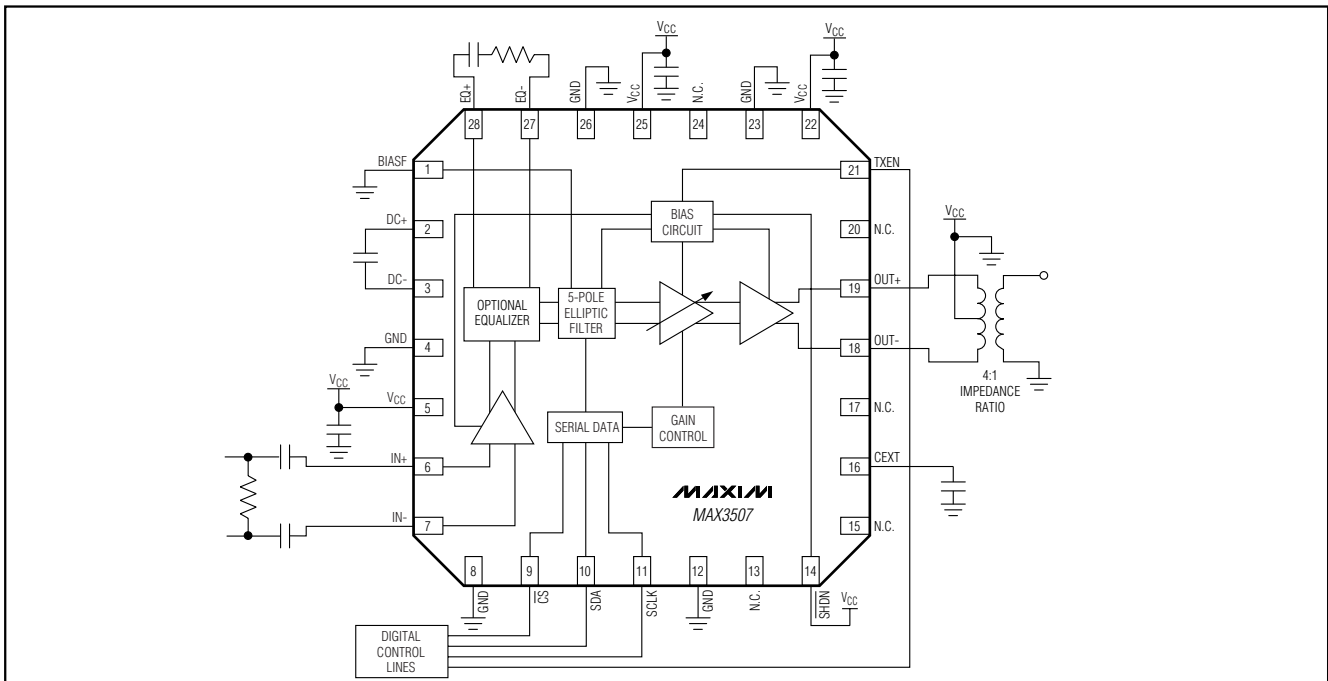 VCC
VCC
EQ+
EQ-
GND
VCC
N.C.
GND
VCC
28
27
26
25
24
23
22
BIASF
1
21
TXEN
DC+
2
BIAS
CIRCUIT
20
N.C.
VCC
DC-
3
OPTIONAL
EQUALIZER
5-POLE
ELLIPTIC
FILTER
19
OUT+
GND
4
18
OUT-
4:1
IMPEDANCE
RATIO
VCC
VCC
5
SERIAL DATA
GAIN
CONTROL
17
N.C.
IN+
6
16
CEXT
MAXIM
MAX3507
IN-
7
15
N.C.
8
9
10
11
12
13
14
GND
CS
SDA
SCLK
GND
N.C.
SHDN
VCC
DIGITAL
CONTROL
LINES